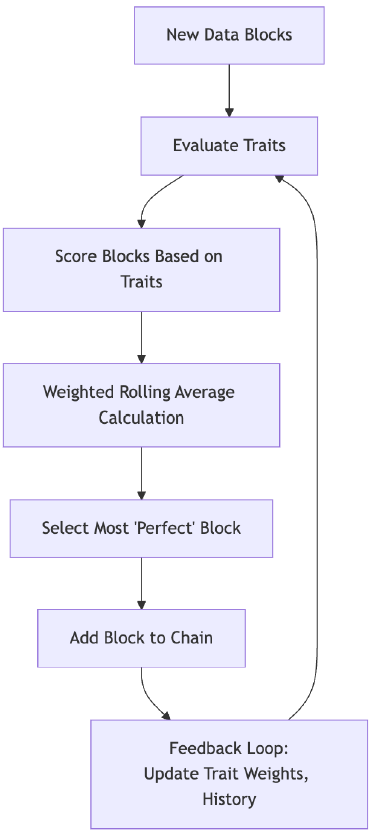 New Data Blocks
Evaluate Traits
Score Blocks Based on
Traits
Weighted Rolling Average
Calculation
Select Most 'Perfect' Block
Add Block to Chain
Feedback Loop:
Update Trait Weights,
History